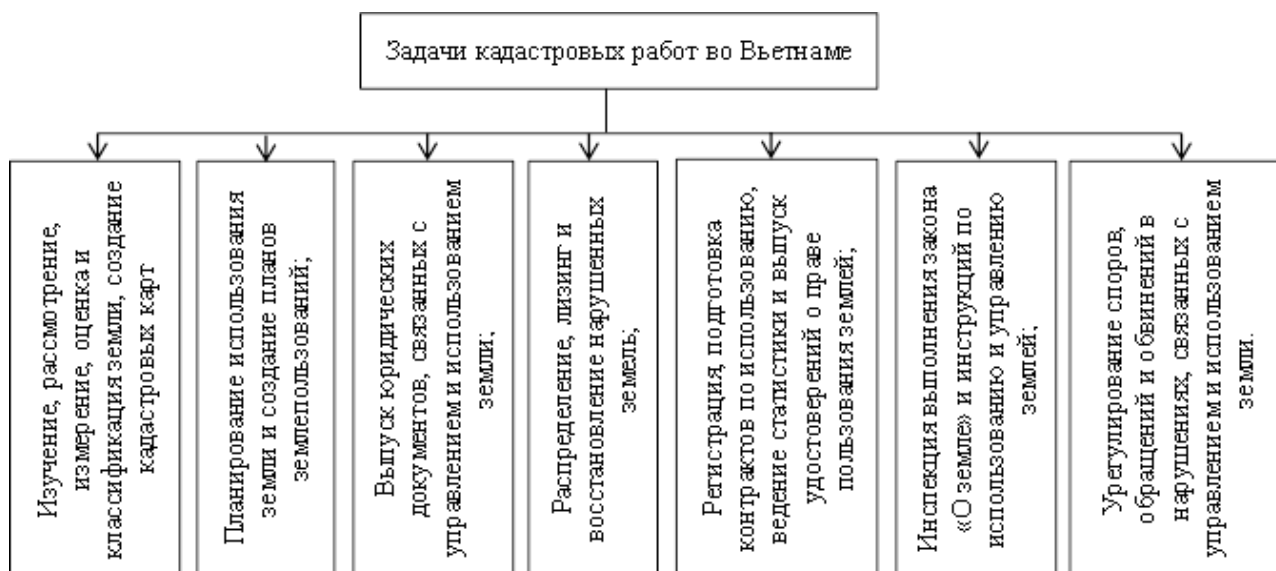 Задачи кадастровых работ во Вьетнаме
Изучение, рассмотрение,
измерение, оценка и
классификация земли, создание
кадастровых карт
Планирование использования
земли и создание планов
землепользований;
Выпуск юридических
документов, связанных с
управлением и использованием
земли;
Распределение, лизинг и
восстановление нарушенных
земель;
Регистрация, подготовка
контрактов по использованию,
ведение статистики и выпуск
удостоверений о праве
пользования землей;
Инспекция выполнения закона
«О земле» и инструкций по
использованию и управлению
землей;
Урегулирование споров,
обращений и обвинений в
нарушениях, связанных с
управлением и использованием
земли.